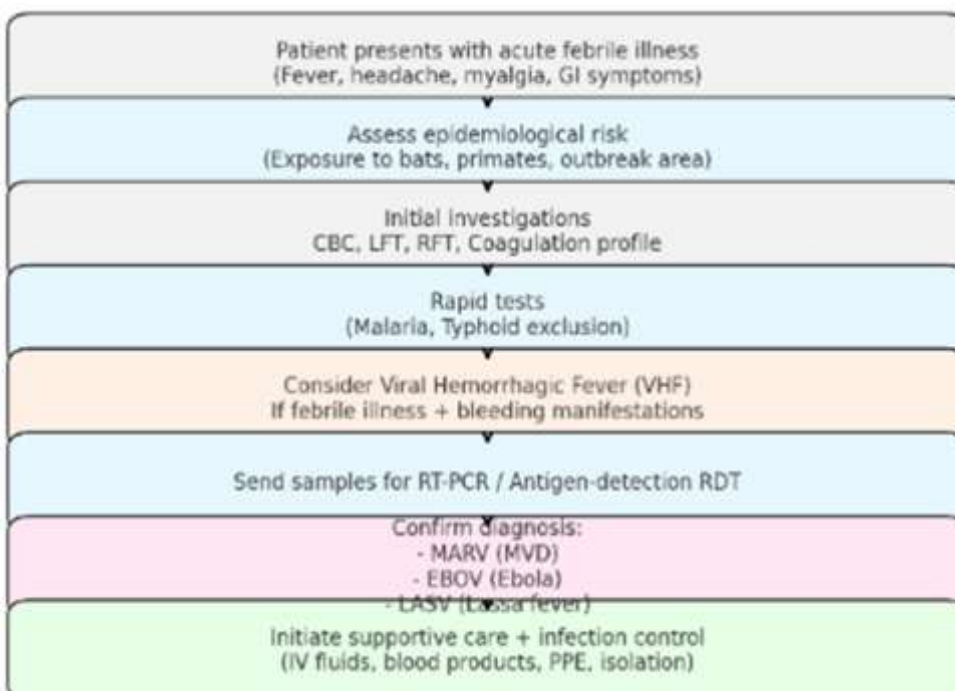 Patient presents with acute febrile illness
(Fever, headache, myalgia, GI symptoms)
Assess epidemiological risk
(Exposure to bats, primates, outbreak area)
Initial investigations
CBC, LFT, RFT, Coagulation profile
Rapid tests
(Malaria, Typhoid exclusion)
Consider Viral Hemorrhagic Fever (VHF)
If febrile illness + bleeding manifestations
Send samples for RT-PCR / Antigen-detection RDT
Confirm diagnosis:
- MARV (MVD)
- EBOV (Ebola)
- LASV (Lassa fever)
Initiate supportive care + infection control
(IV fluids, blood products, PPE, isolation)